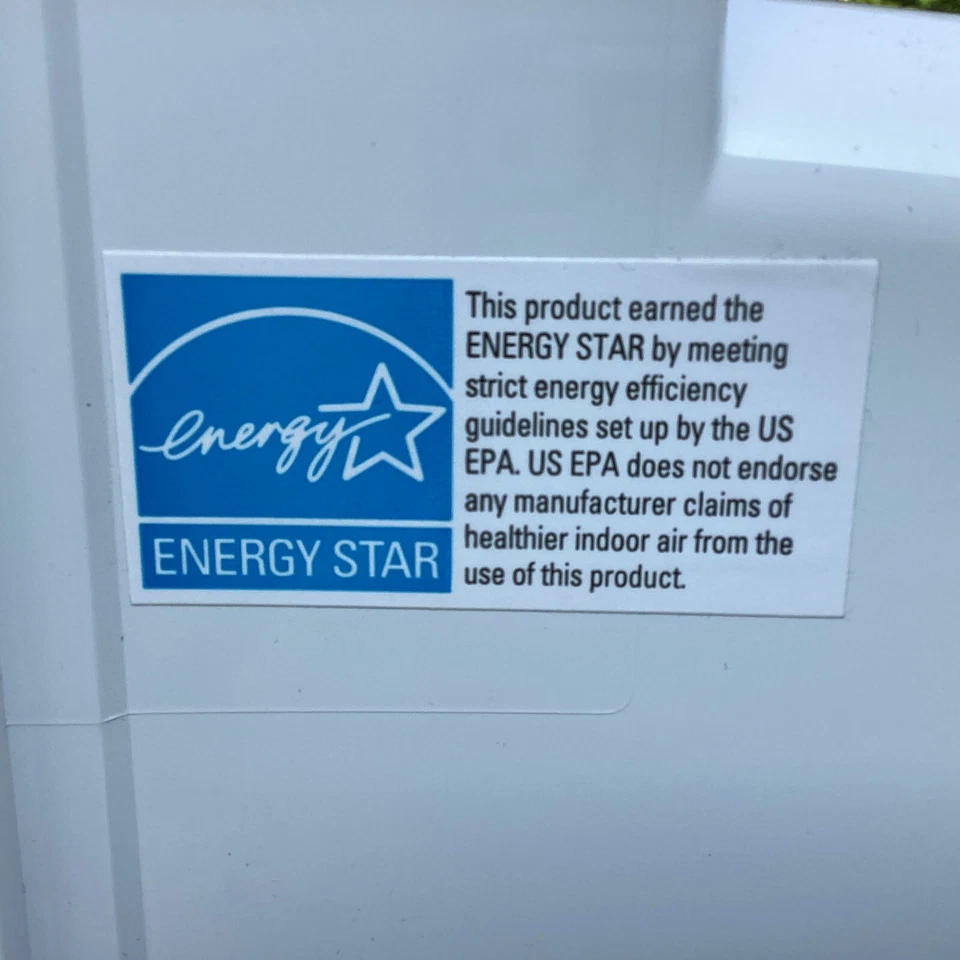 energy
ENERGY STAR
This product earned the
ENERGY STAR by meeting
strict energy efficiency
guidelines set up by the US
EPA. US EPA does not endorse
any manufacturer claims of
healthier indoor air from the
use of this product.